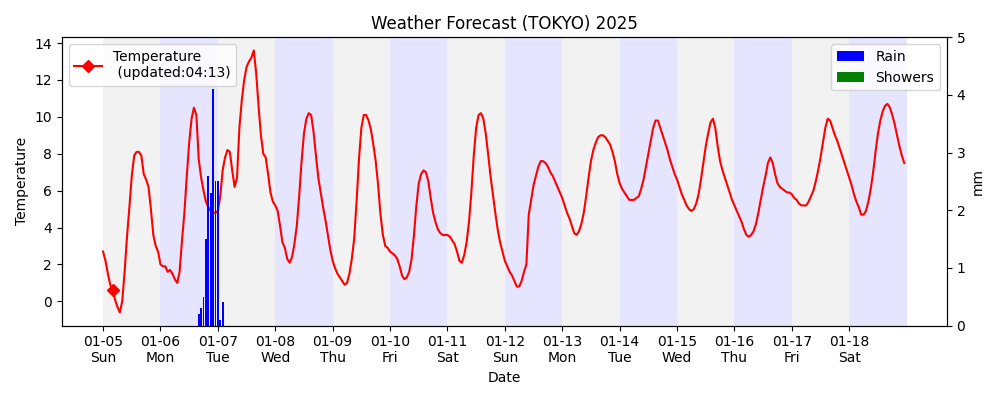 Weather Forecast (TOKYO) 2025
Temperature
(updated:04:13)
Rain
Showers
Temperature
14
12
10
8
6
4
2
0
5
4
3
2
1
0
mm
01-05 01-06 01-07 01-08 01-09 01-10 01-11 01-12 01-13 01-14 01-15 01-16 01-17 01-18
Sun Mon Tue Wed Thu Fri Sat Sun Mon Tue Wed Thu Fri Sat
Date